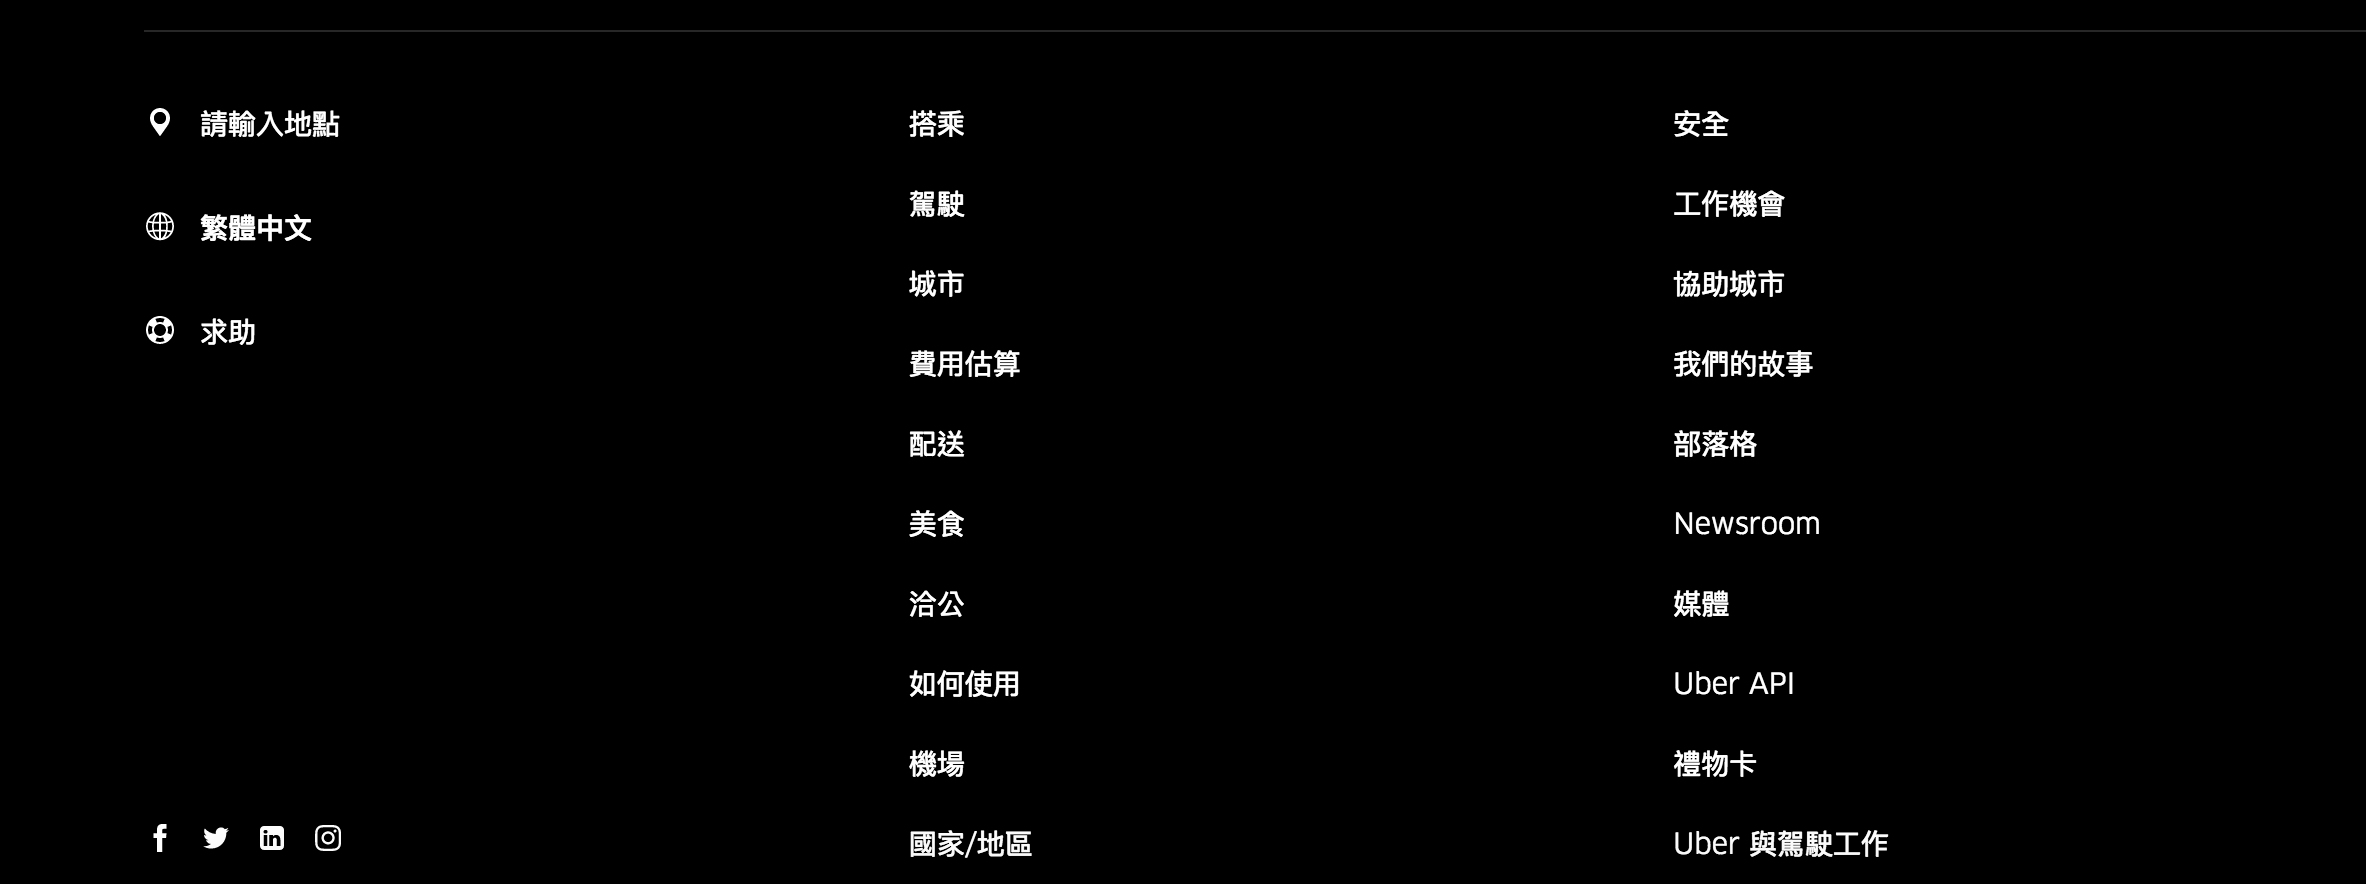 請輸入地點
繁體中文
求助
搭乘
駕駛
城市
費用估算
配送
美食
洽公
如何使用
機場
國家/地區
安全
工作機會
協助城市
我們的故事
部落格
Newsroom
媒體
Uber API
禮物卡
Uber 與駕駛工作